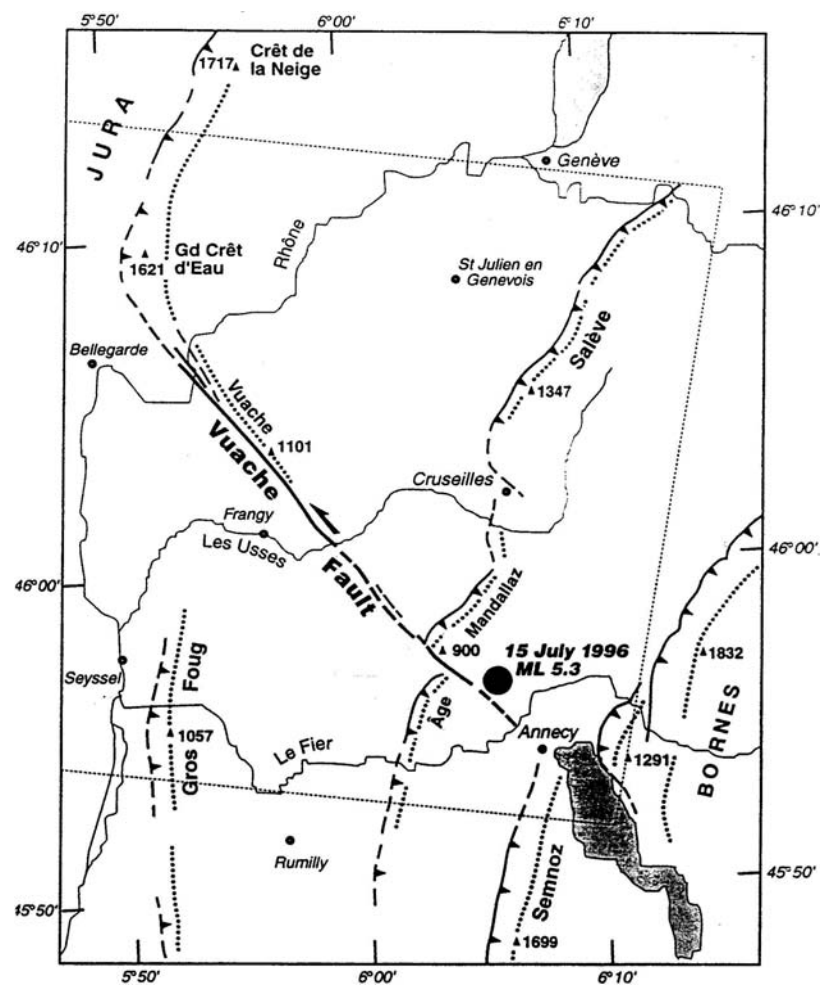 5°50'
6°00'
6°10'
1717
Crêt de
la Neige
JURA
Genève
46°10'
46°10'
Gd Crêt
d'Eau
1621
Rhône
St Julien en
Genevois
Bellegarde
Salève
1347
Vuache
1101
Vuache
Cruseilles
Frangy
Les Usses
Fault
46°00'
46°00'
Mandallaz
900
15 July 1996
ML 5.3
1832
Seyssel
Foug
Âge
BORNES
1057
Gros
Le Fier
Annecy
1291
Rumilly
Semnoz
45°50'
45°50'
1699
5°50'
6°00'
6°10'